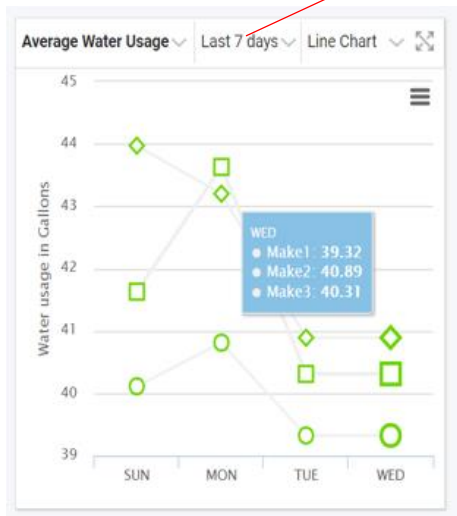 Average Water Usage Last 7 days Line Chart
45
44
43
42
41
40
39
Water usage in Gallons
WED
Make1: 39.32
Make2: 40.89
Make3: 40.31
SUN MON TUE WED